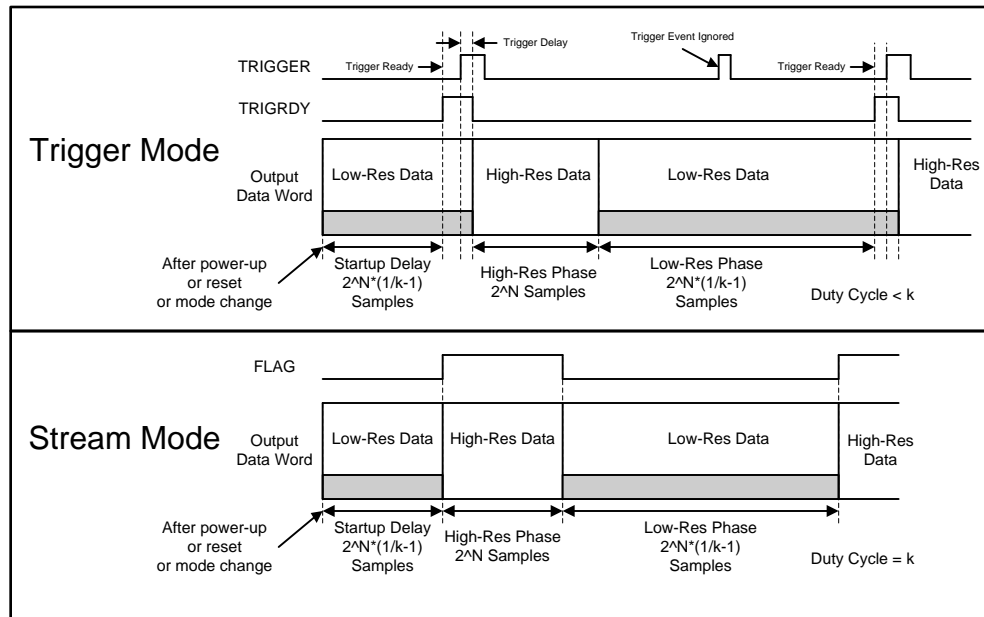 Trigger Delay
Trigger Event Ignored
TRIGGER
Trigger Ready
Trigger Ready
TRIGRDY
Trigger Mode
Output
Data Word
Low-Res Data
High-Res Data
Low-Res Data
High-Res
Data
After power-up
or reset
or mode change
Startup Delay
2^N*(1/k-1)
Samples
High-Res Phase
2^N Samples
Low-Res Phase
2^N*(1/k-1)
Samples
Duty Cycle < k
FLAG
Stream Mode
Output
Data Word
Low-Res Data
High-Res Data
Low-Res Data
High-Res
Data
After power-up
or reset
or mode change
Startup Delay
2^N*(1/k-1)
Samples
High-Res Phase
2^N Samples
Low-Res Phase
2^N*(1/k-1)
Samples
Duty Cycle = k